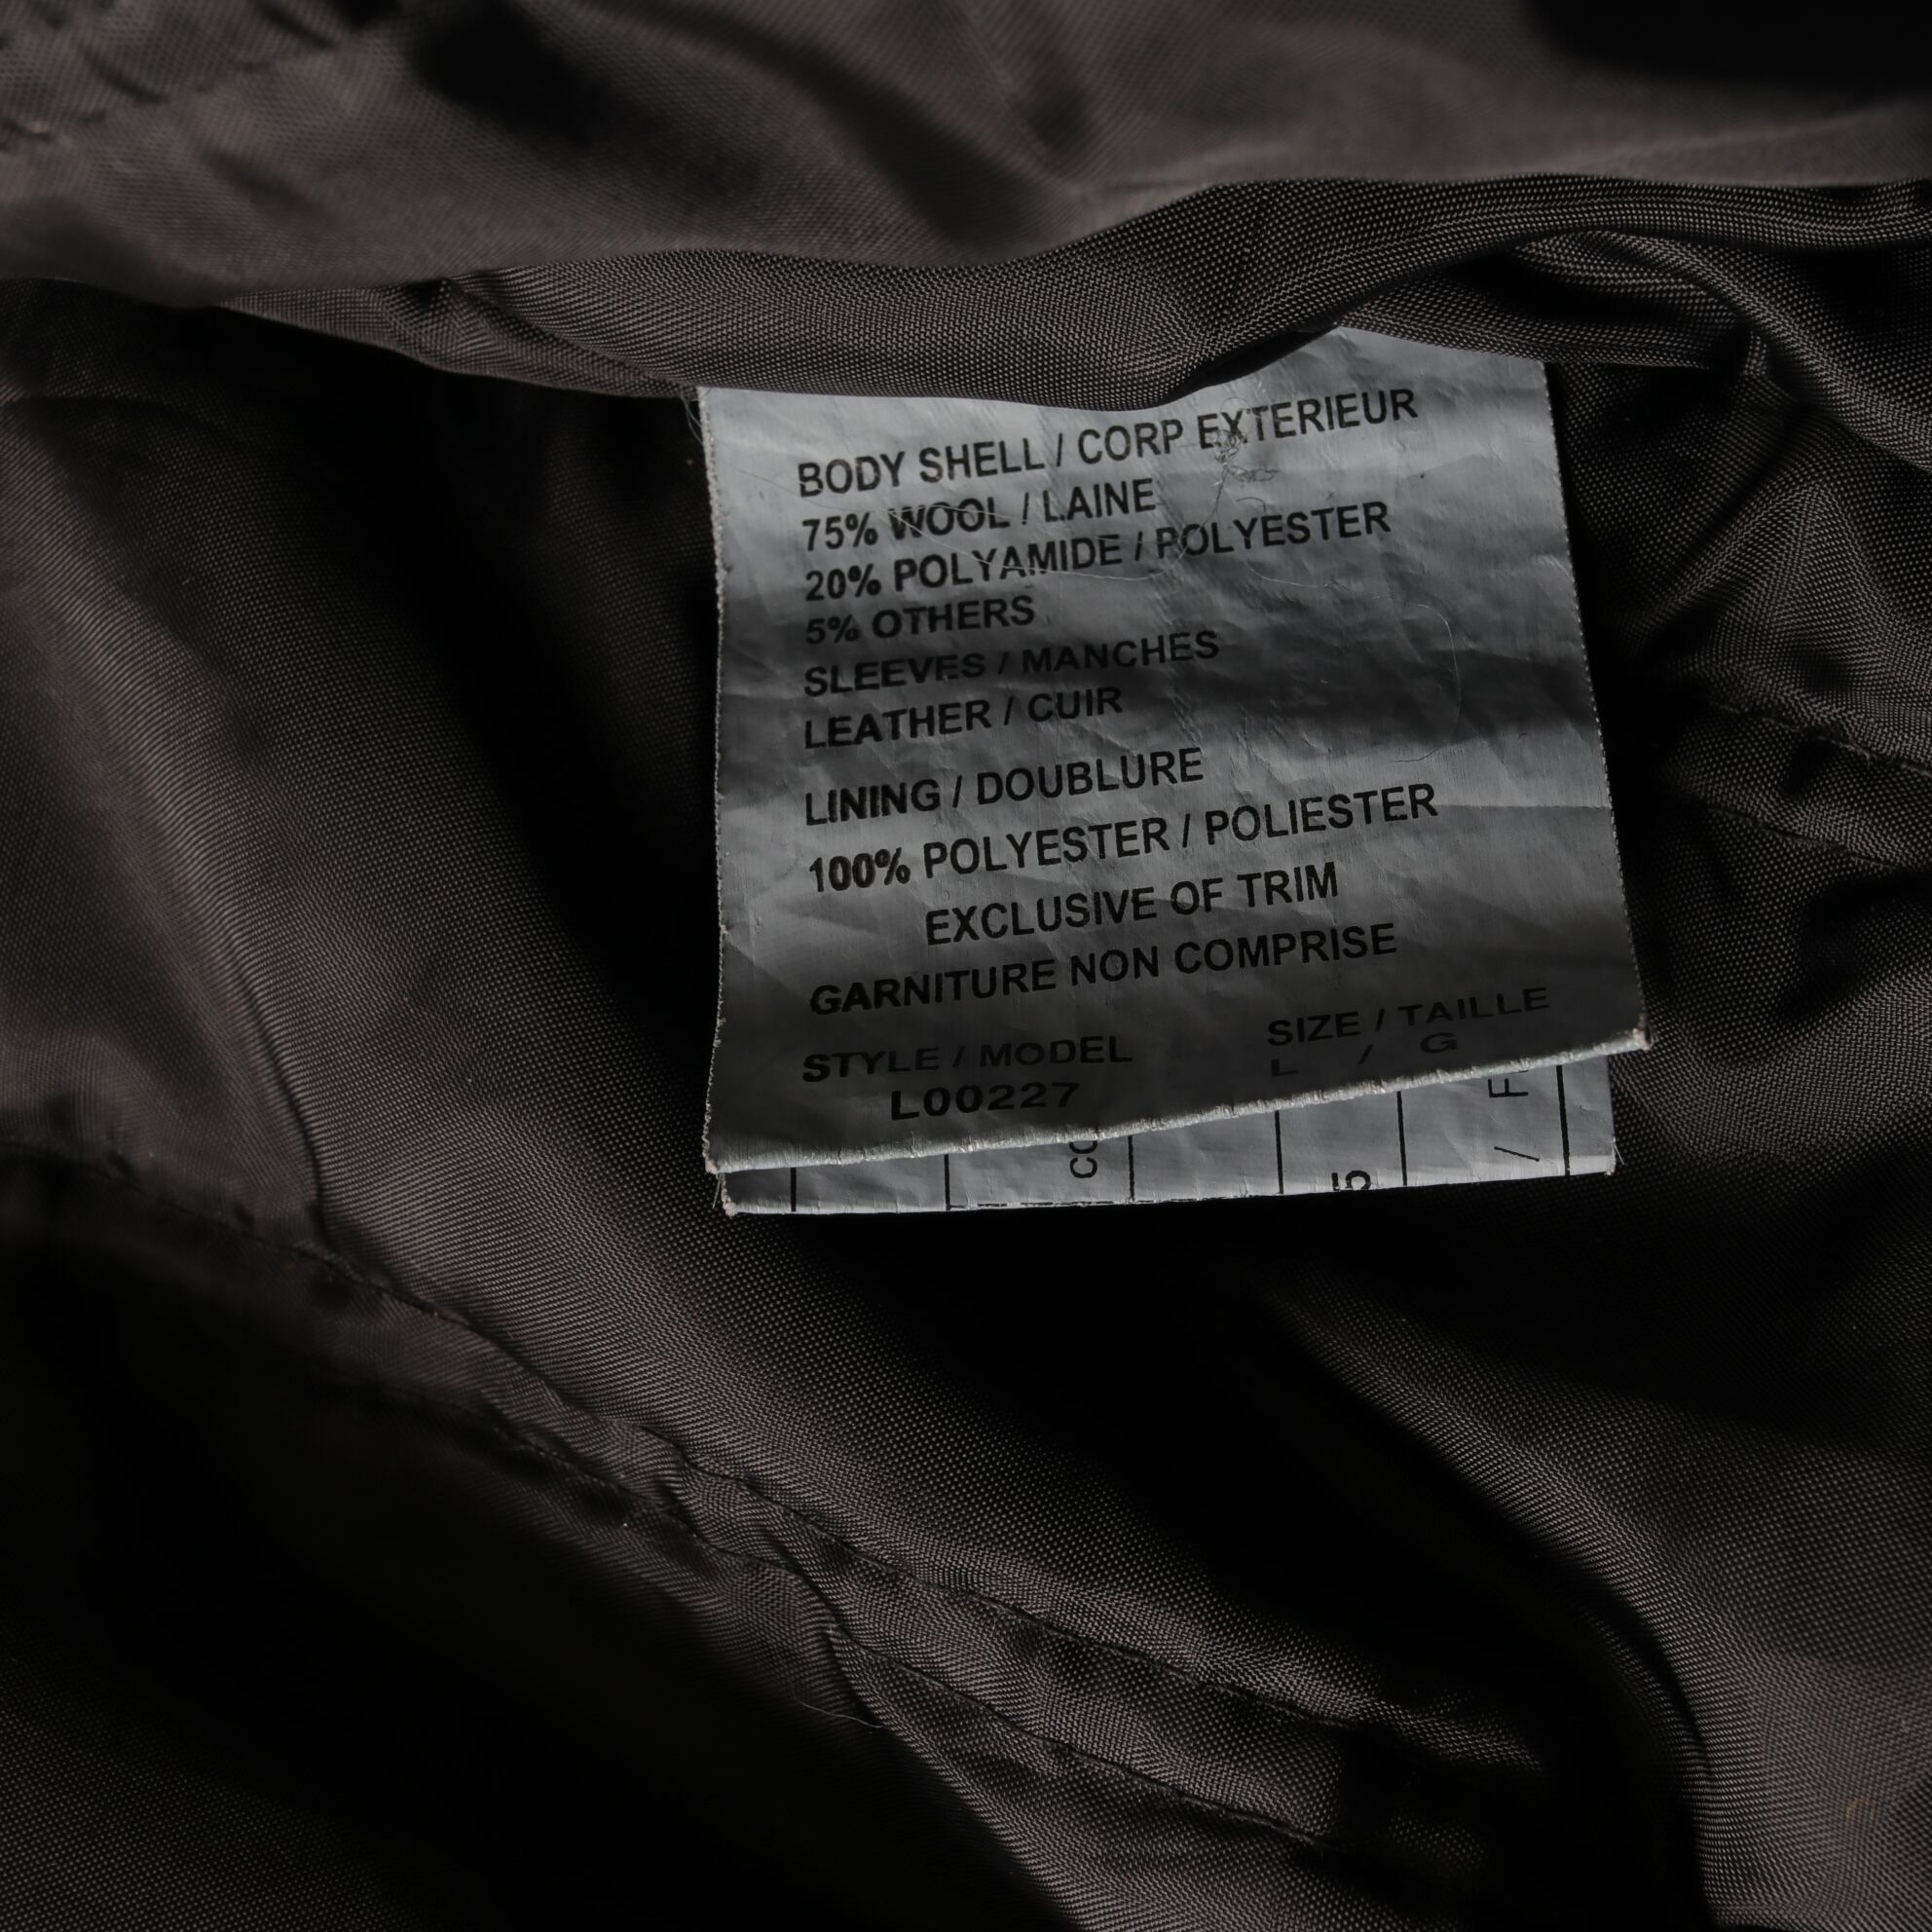 BODY SHELL / CORP EXTERIEUR
75% WOOL / LAINE
20% POLYAMIDE / POLYESTER
5% OTHERS
SLEEVES / MANCHES
LEATHER / CUIR
LINING / DOUBLURE
100% POLYESTER / POLIESTER
EXCLUSIVE OF TRIM
GARNITURE NON COMPRISE
STYLE / MODEL SIZE / TAILLE
L00227 L / G